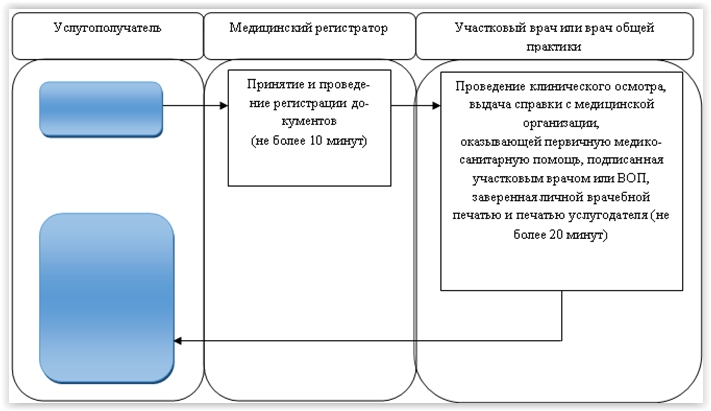 Услугополучатель
Медицинский регистратор
Участковый врач или врач общей
практики
Принятие и проведе-
ние регистрации до-
кументов
(не более 10 минут)
Проведение клинического осмотра,
выдача справки с медицинской
организации,
оказывающей первичную медико-
санитарную помощь, подписанная
участковым врачом или ВОП,
заверенная личной врачебной
печатью и печатью услугодателя (не
более 20 минут)